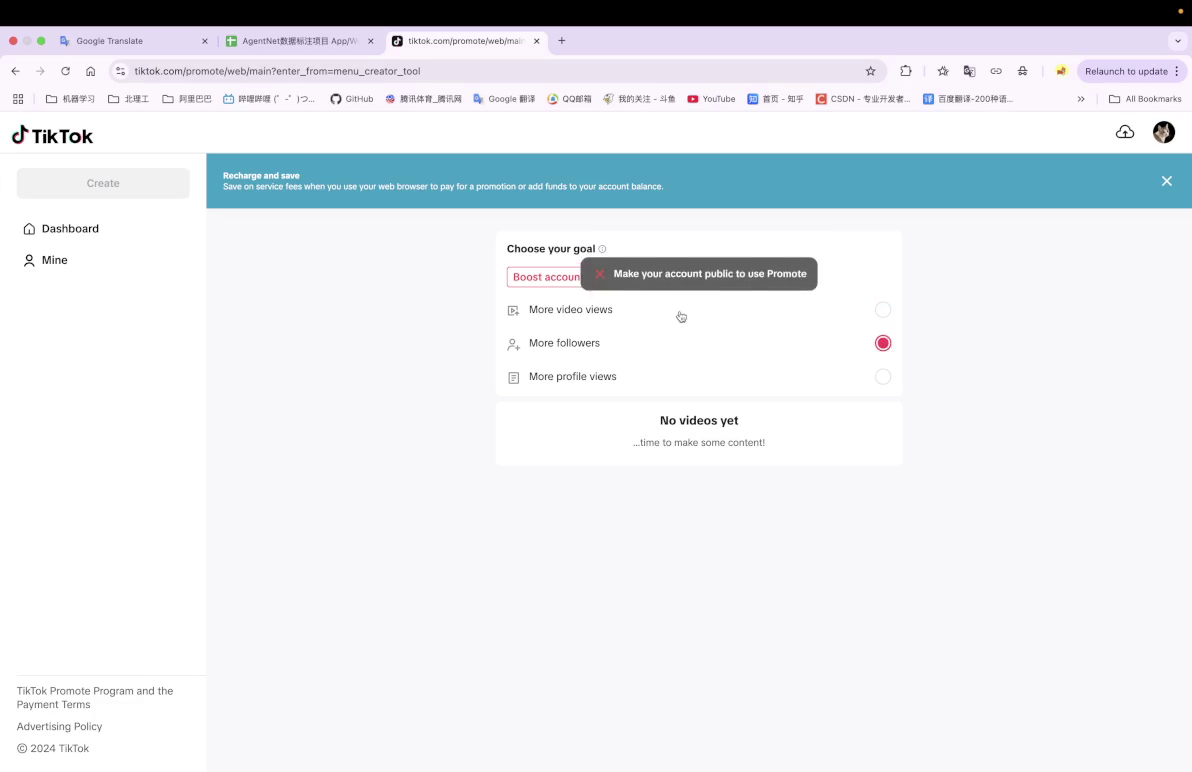 Google Translate
AgentNet数据标注项目 App/W
tiktok.com/promote/web/mai
tiktok.com/promote/web/main?enter_from=menu_creator_tool
Relaunch to update
机器学习
北理工
阿里巴巴
哔哩哔哩 (゜-゜)つ...
GitHub
腾讯体育_腾讯网
Google 翻译
QQ邮箱
我的关注 - 斗鱼
YouTube
首页 - 知乎
CSDN - 专业开发者...
百度翻译-200种语...
All Bookmarks
TikTok
Create
Dashboard
Mine
Recharge and save
Save on service fees when you use your web browser to pay for a promotion or add funds to your account balance.
Choose your goal
Boost accoun
Make your account public to use Promote
More video views
More followers
More profile views
No videos yet
...time to make some content!
TikTok Promote Program and the
Payment Terms
Advertising Policy
© 2024 TikTok